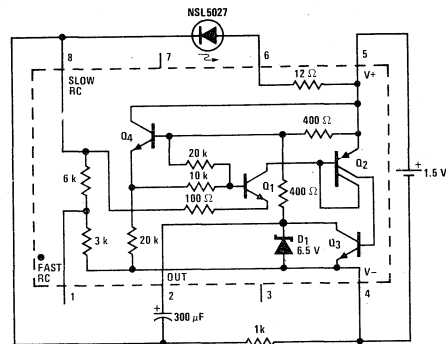 NSL5027
8
7
6
5
SLOW RC
12 Ω
V+
Q4
400 Ω
20 k
10 k
Q1
Q2
6 k
100 Ω
400 Ω
+
1.5 V
3 k
20 k
D1
6.5 V
Q3
FAST RC
OUT
V−
1
2
3
4
+
300 μF
1k